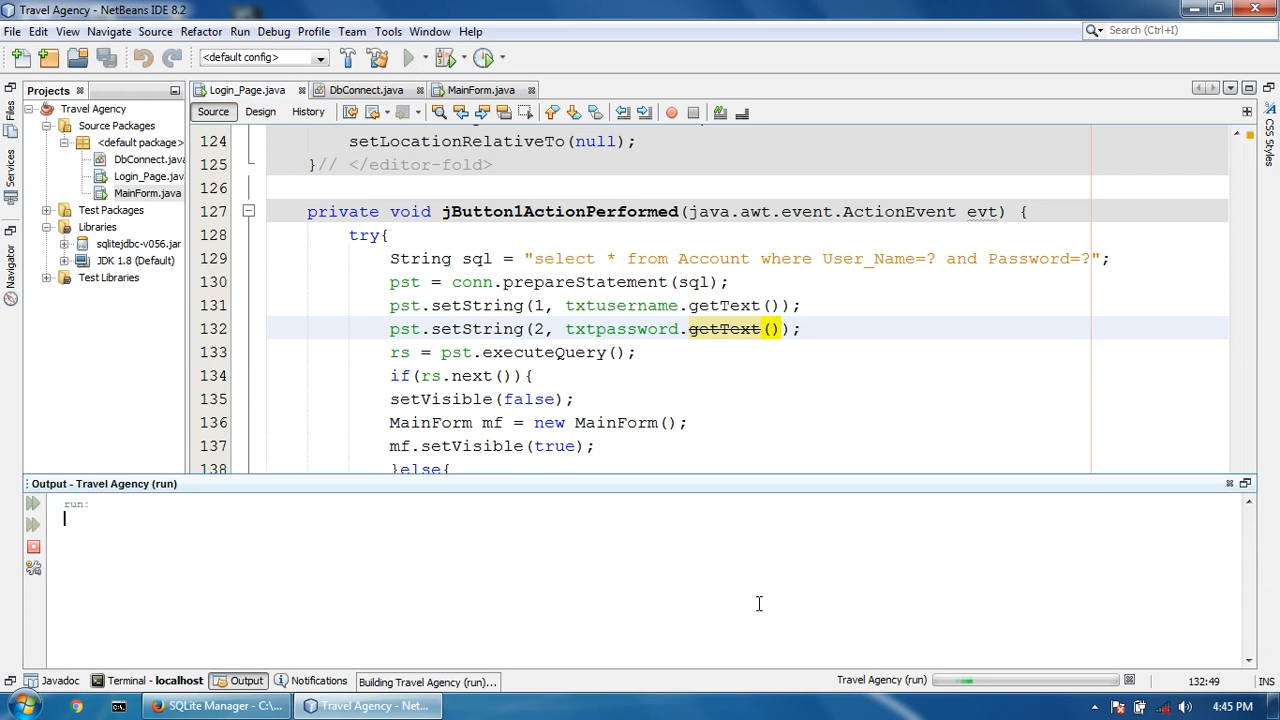 Travel Agency - NetBeans IDE 8.2
File Edit View Navigate Source Refactor Run Debug Profile Team Tools Window Help
Search (Ctrl+I)
<default config>
Projects
Login_Page.java
DbConnect.java
MainForm.java
Source Design History
Files
Services
Navigator
CSS Styles
Travel Agency
Source Packages
<default package>
DbConnect.java
Login_Page.jav
MainForm.java
Test Packages
Libraries
sqlitejdbc-v056.jar
JDK 1.8 (Default)
Test Libraries
124 setLocationRelativeTo(null);
125 }// </editor-fold>
126
127 private void jButton1ActionPerformed(java.awt.event.ActionEvent evt) {
128 try{
129 String sql = "select * from Account where User_Name=? and Password=?";
130 pst = conn.prepareStatement(sql);
131 pst.setString(1, txtusername.getText());
132 pst.setString(2, txtpassword.getText());
133 rs = pst.executeQuery();
134 if(rs.next()){
135 setVisible(false);
136 MainForm mf = new MainForm();
137 mf.setVisible(true);
138 }else{
Output - Travel Agency (run)
run:
Javadoc Terminal - localhost Output Notifications Building Travel Agency (run)... Travel Agency (run) 132:49 INS
SQLite Manager - C:\... Travel Agency - Net... 4:45 PM